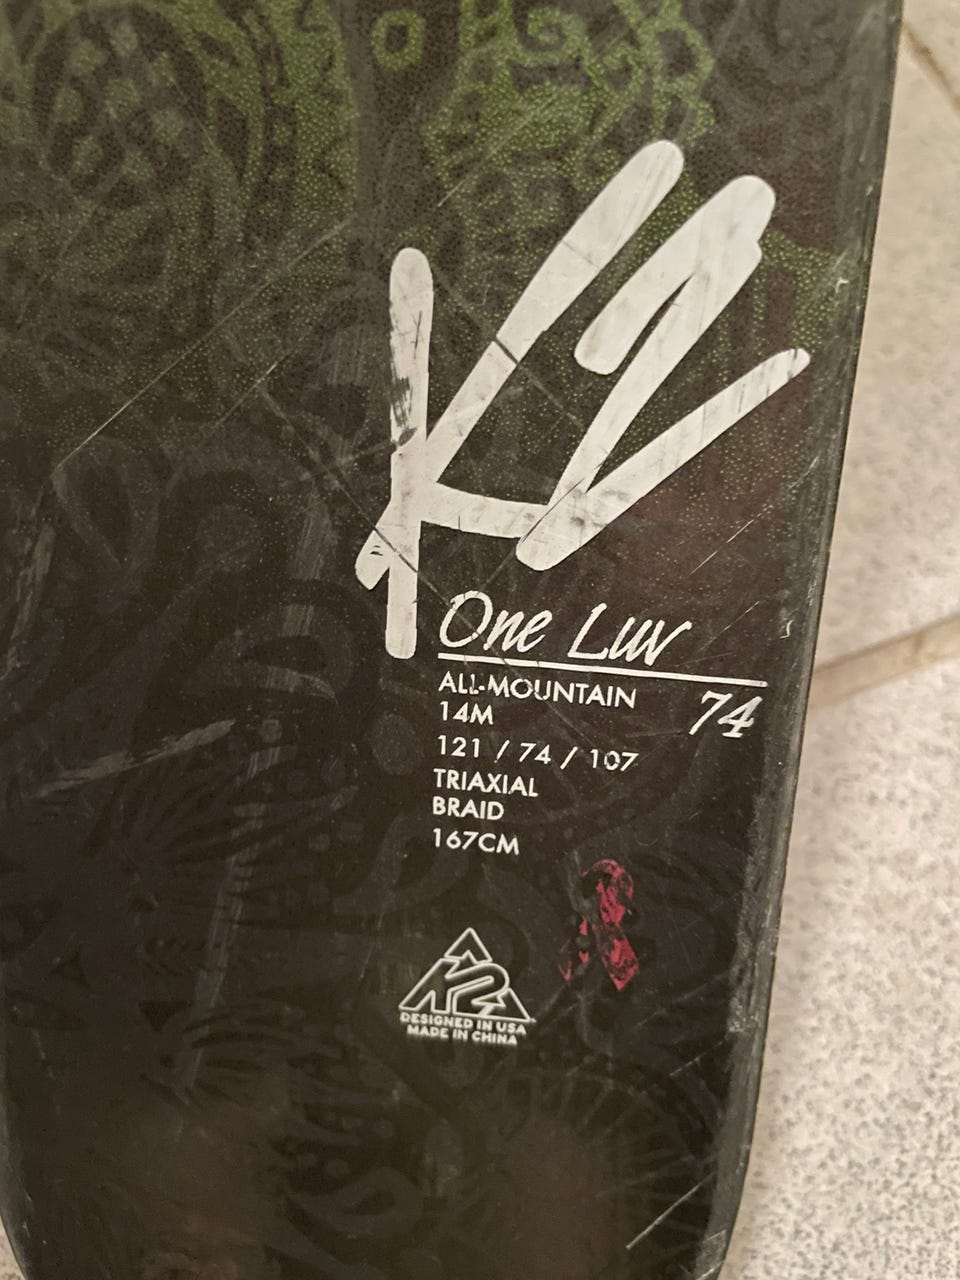 K2
One Luv
ALL-MOUNTAIN 74
14M
121 / 74 / 107
TRIAXIAL
BRAID
167CM
K2
DESIGNED IN USA
MADE IN CHINA